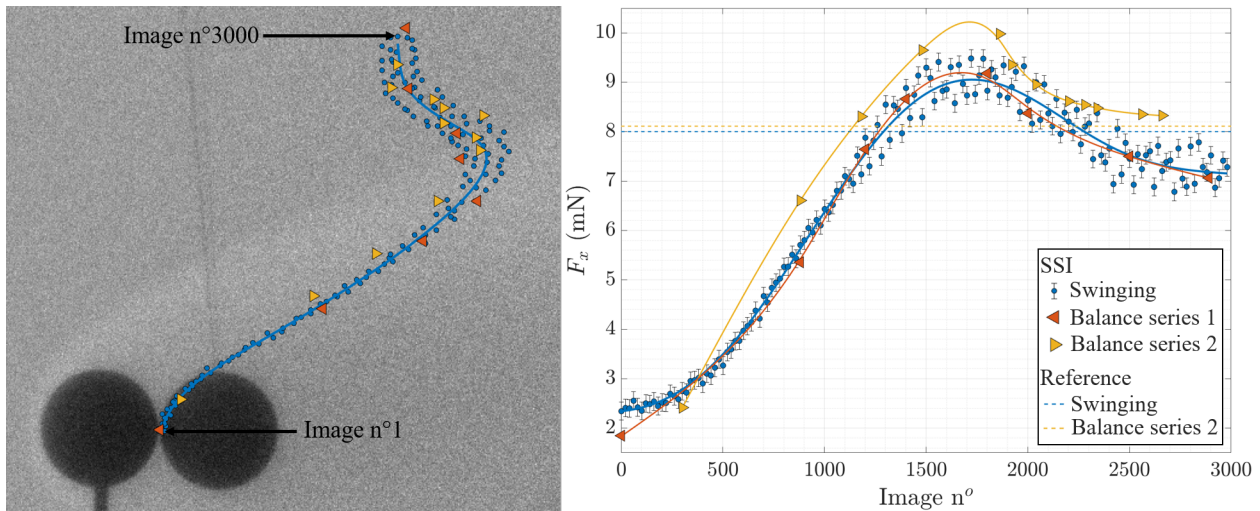 Image n°3000
Image n°1
10
9
8
7
6
5
4
3
2
F_x (mN)
0
500
1000
1500
2000
2500
3000
Image n^o
SSI
Swinging
Balance series 1
Balance series 2
Reference
Swinging
Balance series 2